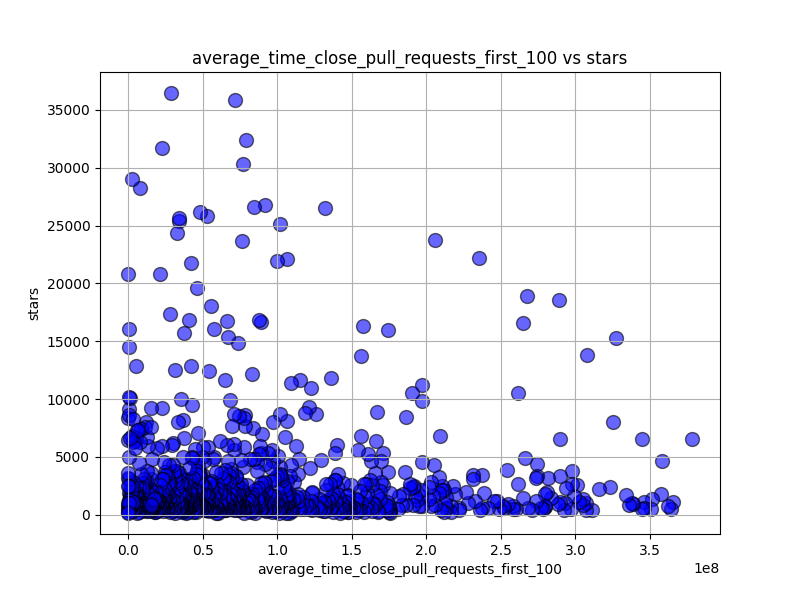 average_time_close_pull_requests_first_100 vs stars
35000
30000
25000
20000
15000
10000
5000
0
stars
0.0 0.5 1.0 1.5 2.0 2.5 3.0 3.5
1e8
average_time_close_pull_requests_first_100